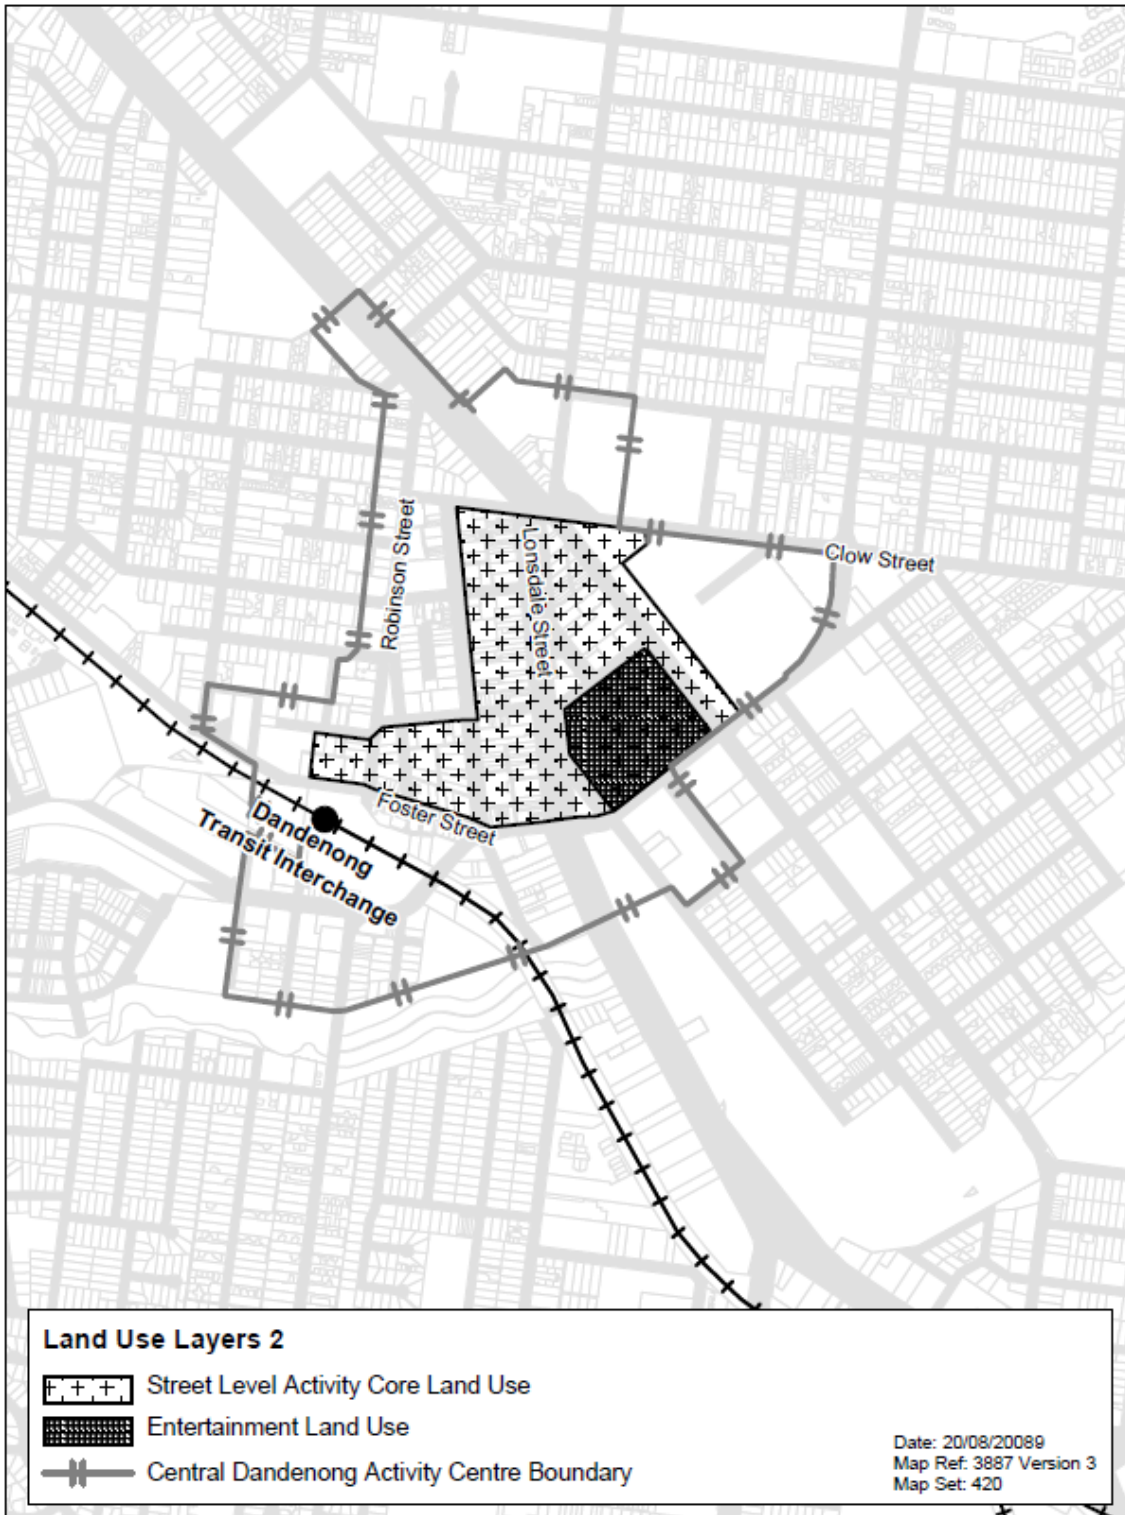 Robinson Street
Lonsdale Street
Clow Street
Foster Street
Dandenong
Transit Interchange
Land Use Layers 2
Street Level Activity Core Land Use
Entertainment Land Use
Central Dandenong Activity Centre Boundary
Date: 20/08/20089
Map Ref: 3887 Version 3
Map Set: 420